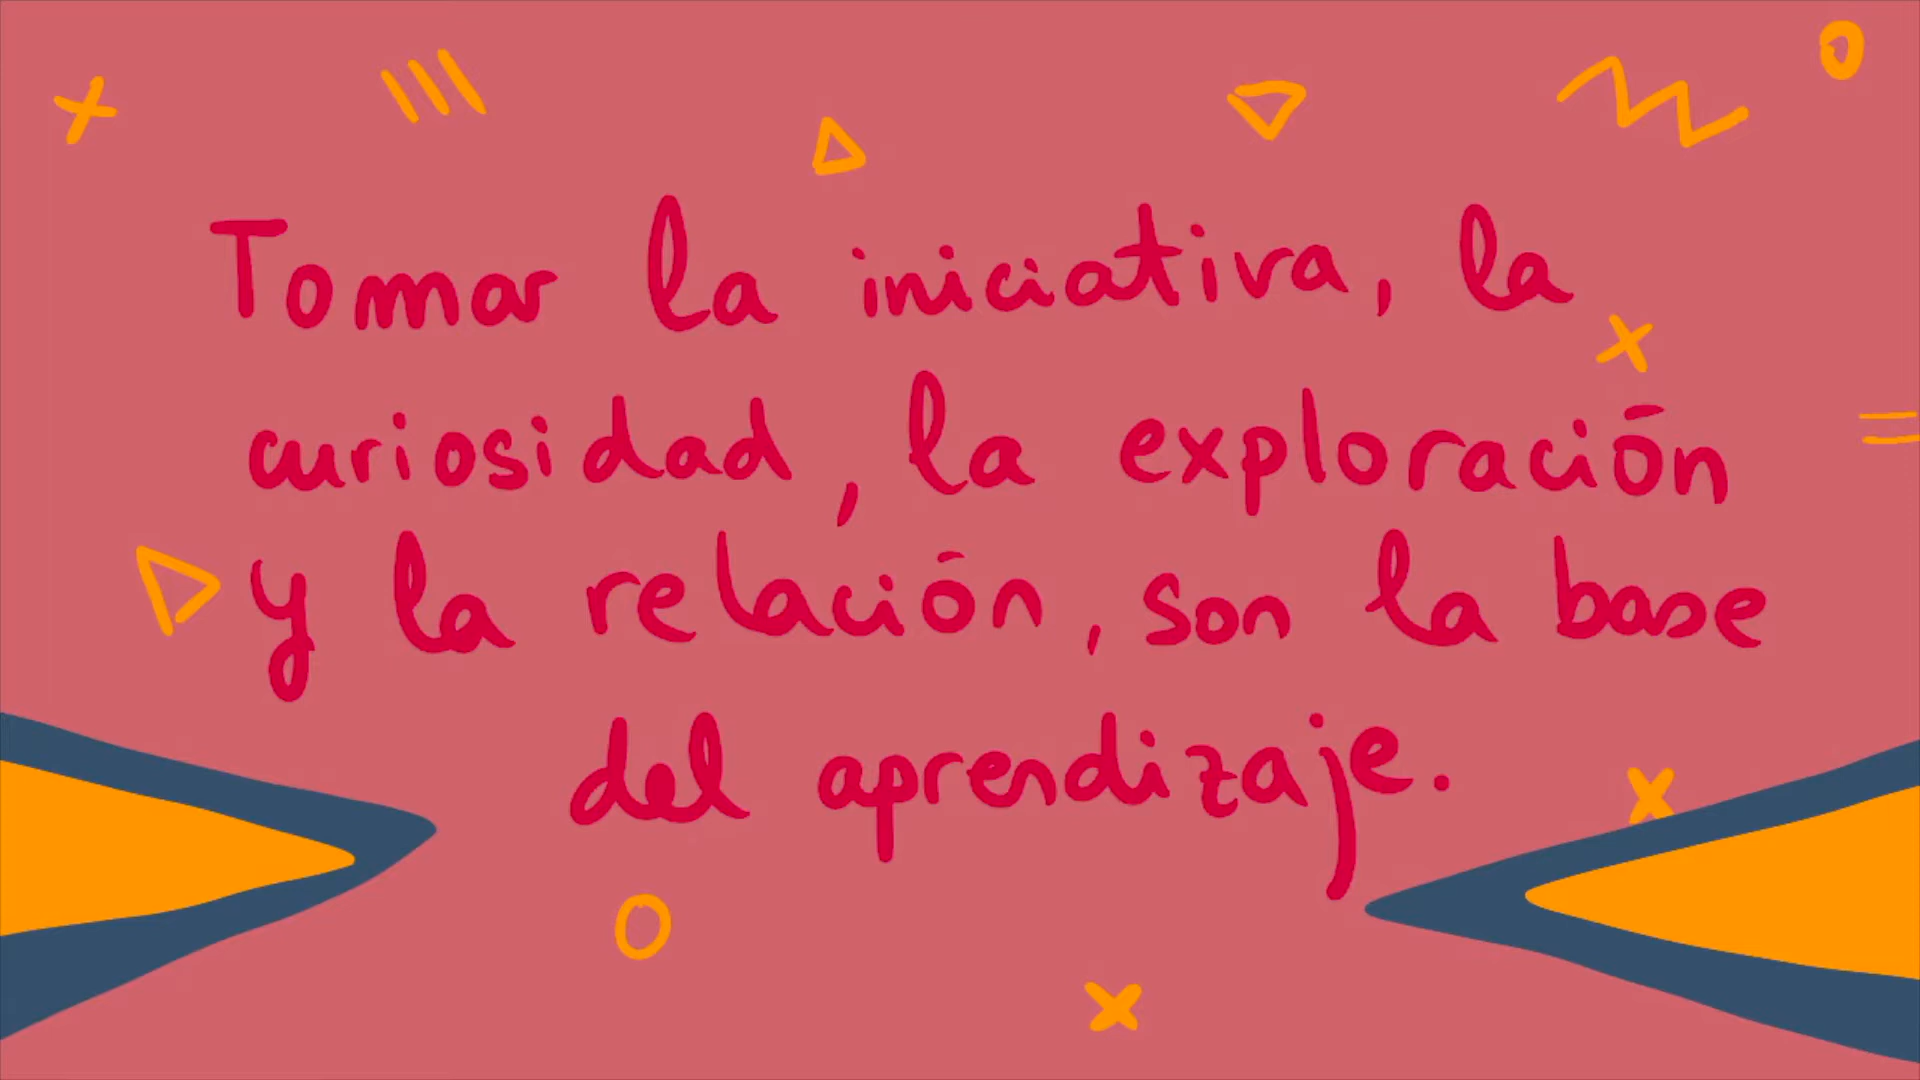 Tomar la iniciativa, la
curiosidad, la exploración
y la relación, son la base
del aprendizaje.